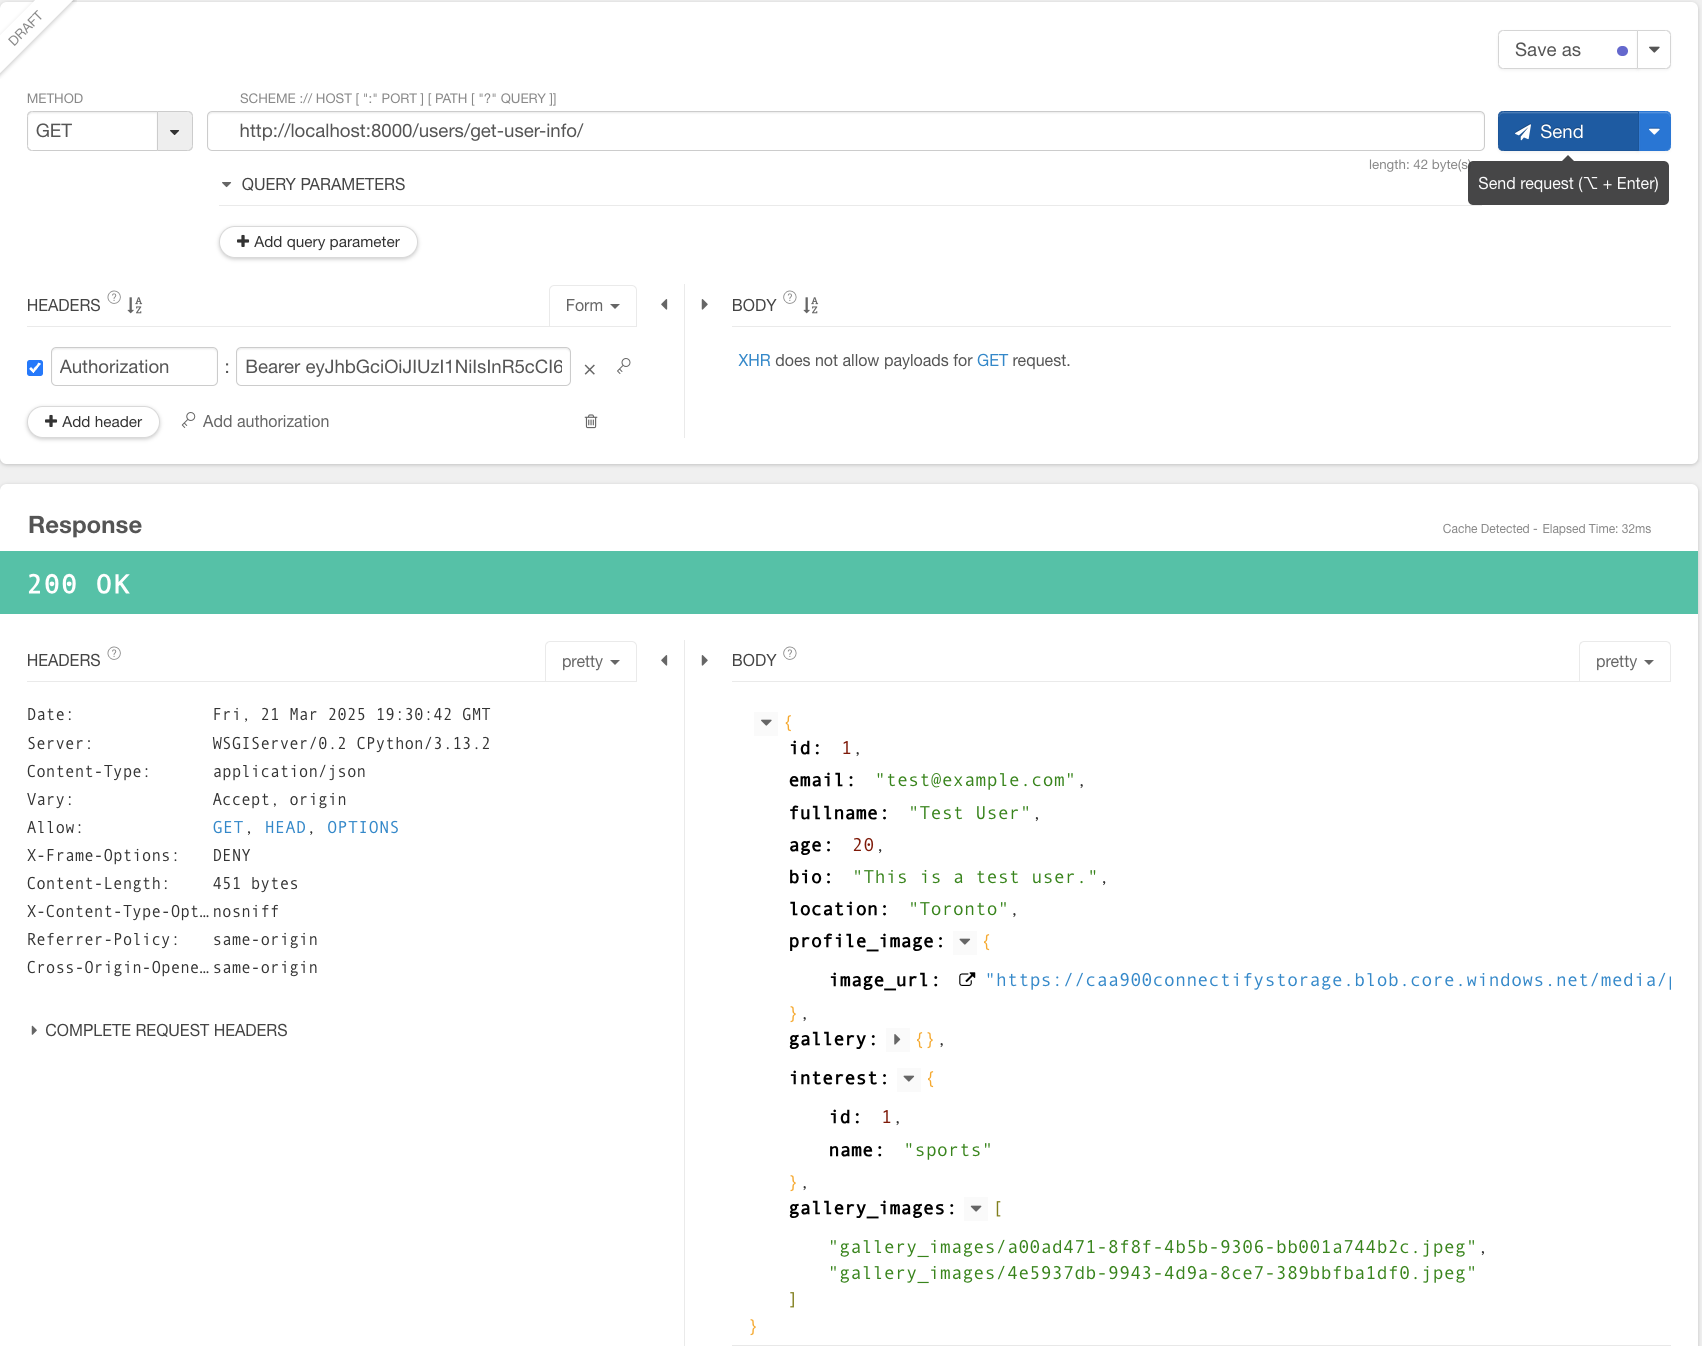 DRAFT
Save as
METHOD
SCHEME :// HOST [ ":" PORT ] [ PATH [ "?" QUERY ]]
GET
http://localhost:8000/users/get-user-info/
Send
length: 42 byte(s)
Send request (⌥ + Enter)
QUERY PARAMETERS
+ Add query parameter
HEADERS ? Form
BODY ?
Authorization : Bearer eyJhbGciOiJIUzI1NiIsInR5cCI6
XHR does not allow payloads for GET request.
+ Add header Add authorization
Response
Cache Detected - Elapsed Time: 32ms
200 OK
HEADERS ? pretty
Date: Fri, 21 Mar 2025 19:30:42 GMT
Server: WSGIServer/0.2 CPython/3.13.2
Content-Type: application/json
Vary: Accept, origin
Allow: GET, HEAD, OPTIONS
X-Frame-Options: DENY
Content-Length: 451 bytes
X-Content-Type-Opt… nosniff
Referrer-Policy: same-origin
Cross-Origin-Opene… same-origin
COMPLETE REQUEST HEADERS
BODY ? pretty
{
id: 1,
email: "test@example.com",
fullname: "Test User",
age: 20,
bio: "This is a test user.",
location: "Toronto",
profile_image: {
image_url: "https://caa900connectifystorage.blob.core.windows.net/media/p
},
gallery: {},
interest: {
id: 1,
name: "sports"
},
gallery_images: [
"gallery_images/a00ad471-8f8f-4b5b-9306-bb001a744b2c.jpeg",
"gallery_images/4e5937db-9943-4d9a-8ce7-389bbfba1df0.jpeg"
]
}